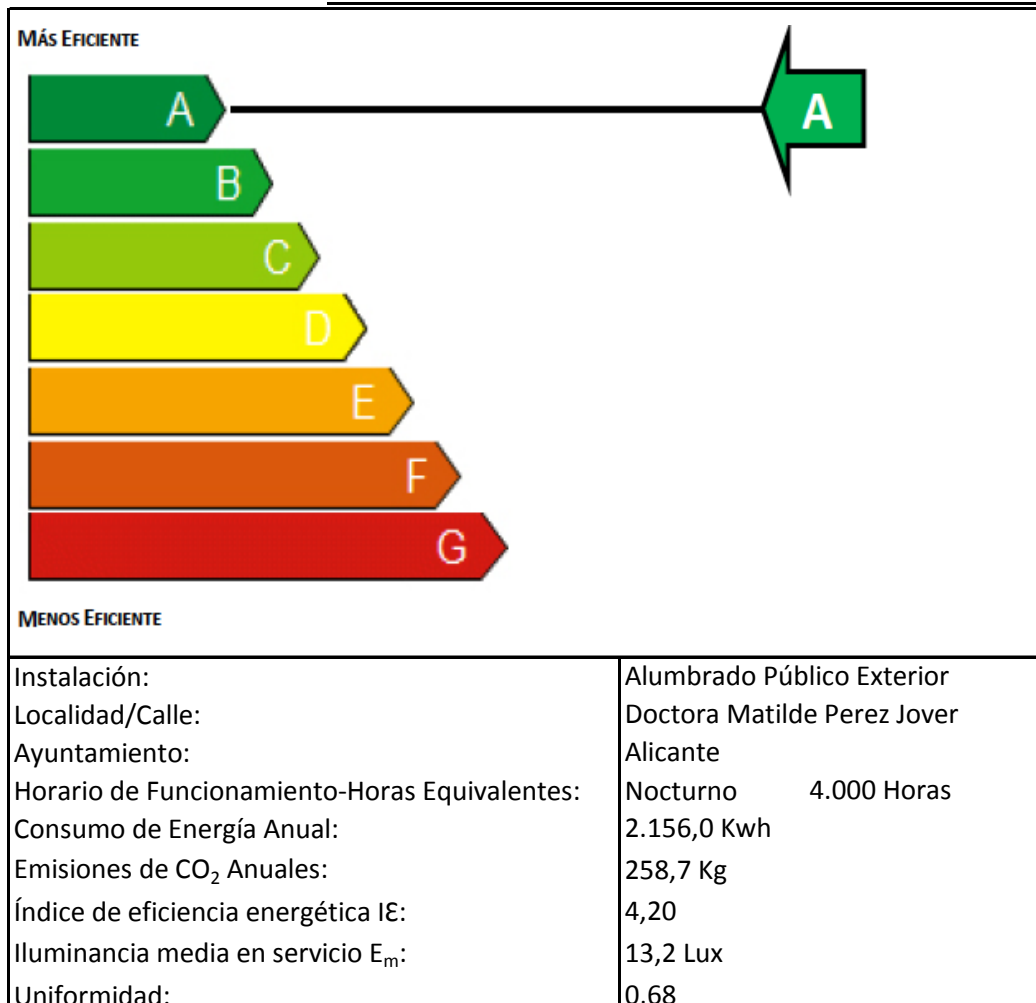 MÁS EFICIENTE
A A
B
C
D
E
F
G
MENOS EFICIENTE
Instalación: Alumbrado Público Exterior
Localidad/Calle: Doctora Matilde Perez Jover
Ayuntamiento: Alicante
Horario de Funcionamiento-Horas Equivalentes: Nocturno 4.000 Horas
Consumo de Energía Anual: 2.156,0 Kwh
Emisiones de CO₂ Anuales: 258,7 Kg
Índice de eficiencia energética IƐ: 4,20
Iluminancia media en servicio Eₘ: 13,2 Lux
Uniformidad: 0,68